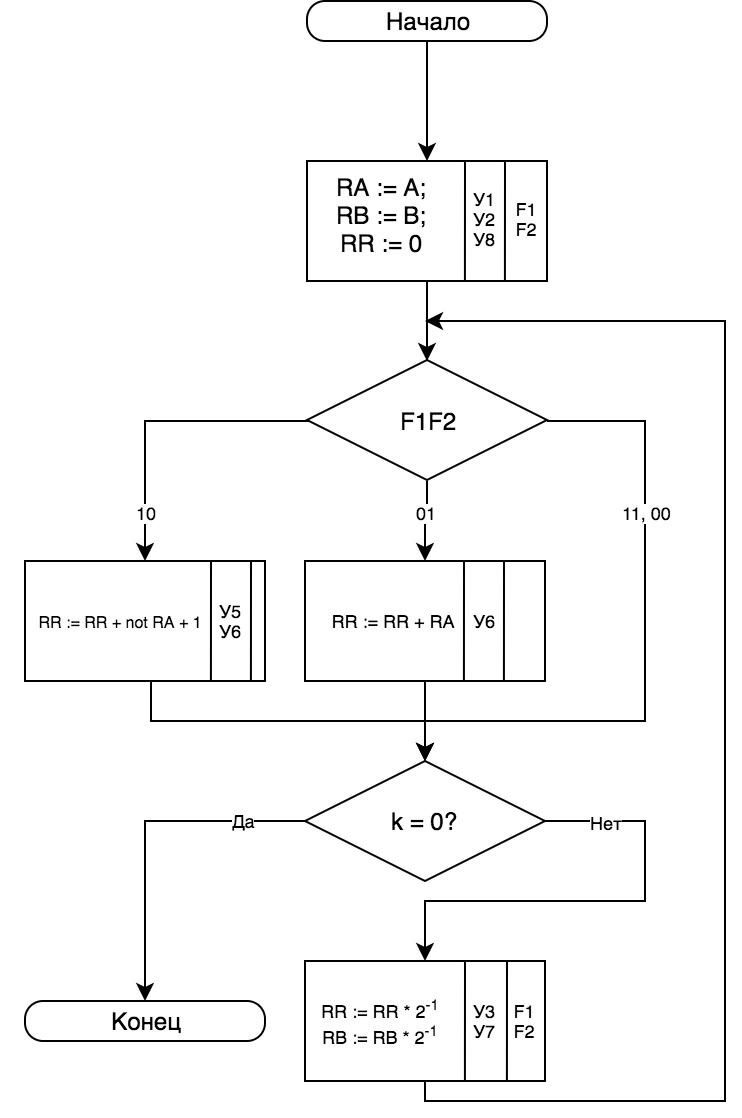 Начало
RA := A;
RB := B;
RR := 0
У1
У2
У8
F1
F2
F1F2
10
01
11, 00
RR := RR + not RA + 1
У5
У6
RR := RR + RA
У6
k = 0?
Да
Нет
Конец
RR := RR * 2⁻¹
RB := RB * 2⁻¹
У3
У7
F1
F2